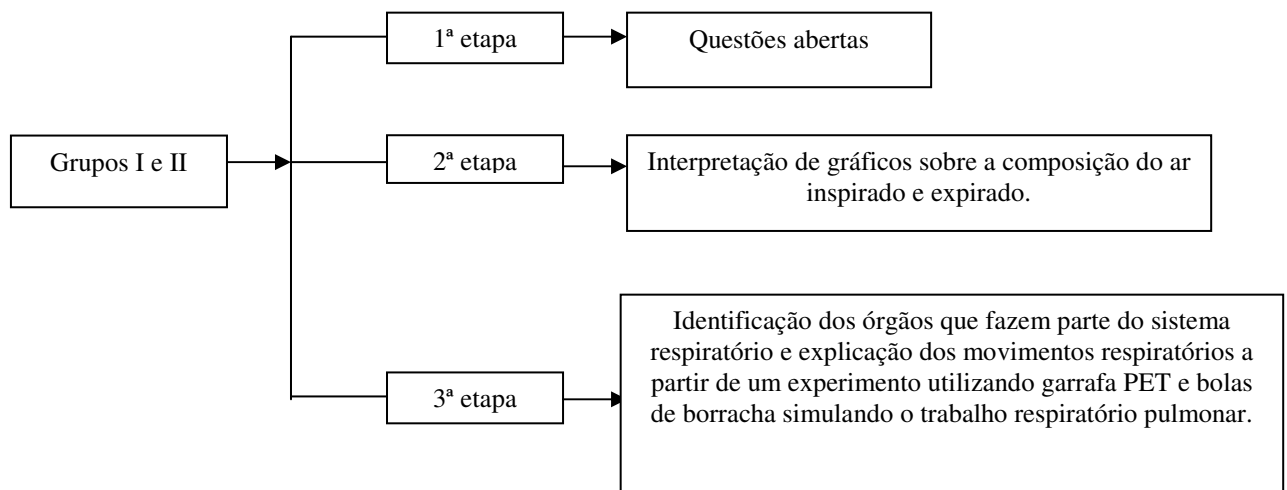 1ª etapa
Questões abertas
Grupos I e II
2ª etapa
Interpretação de gráficos sobre a composição do ar
inspirado e expirado.
3ª etapa
Identificação dos órgãos que fazem parte do sistema
respiratório e explicação dos movimentos respiratórios a
partir de um experimento utilizando garrafa PET e bolas
de borracha simulando o trabalho respiratório pulmonar.